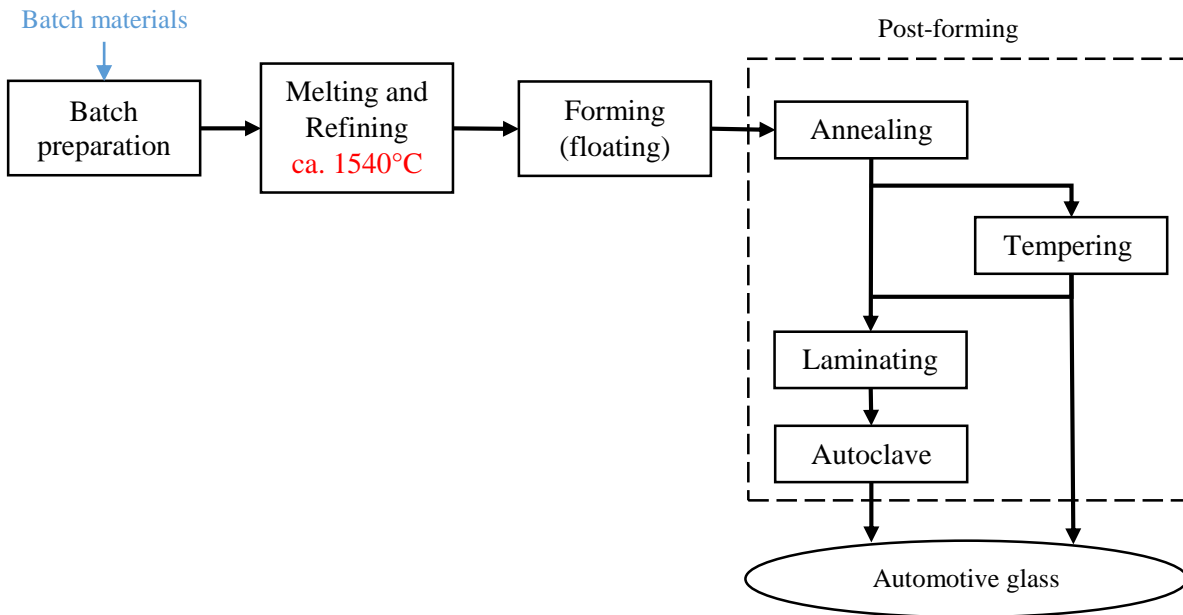 Batch materials
Post-forming
Batch
preparation
Melting and
Refining
ca. 1540°C
Forming
(floating)
Annealing
Tempering
Laminating
Autoclave
Automotive glass